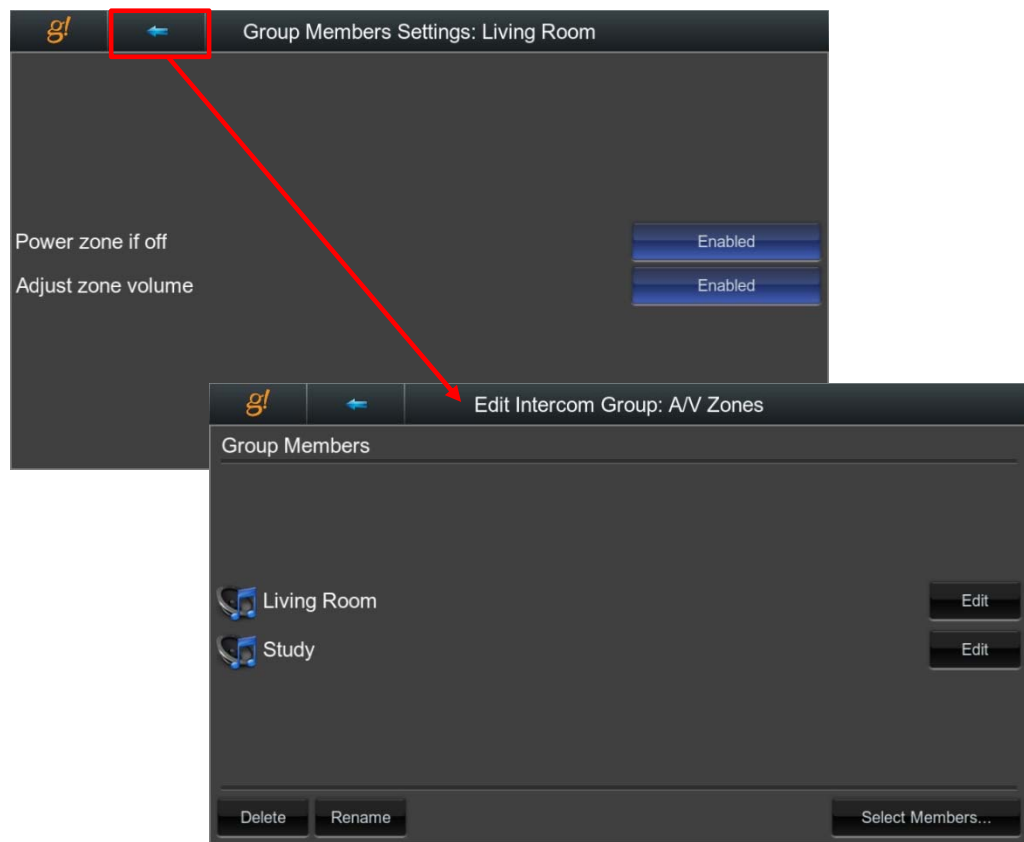 g! Group Members Settings: Living Room
Power zone if off Enabled
Adjust zone volume Enabled
g! Edit Intercom Group: A/V Zones
Group Members
Living Room Edit
Study Edit
Delete Rename Select Members...